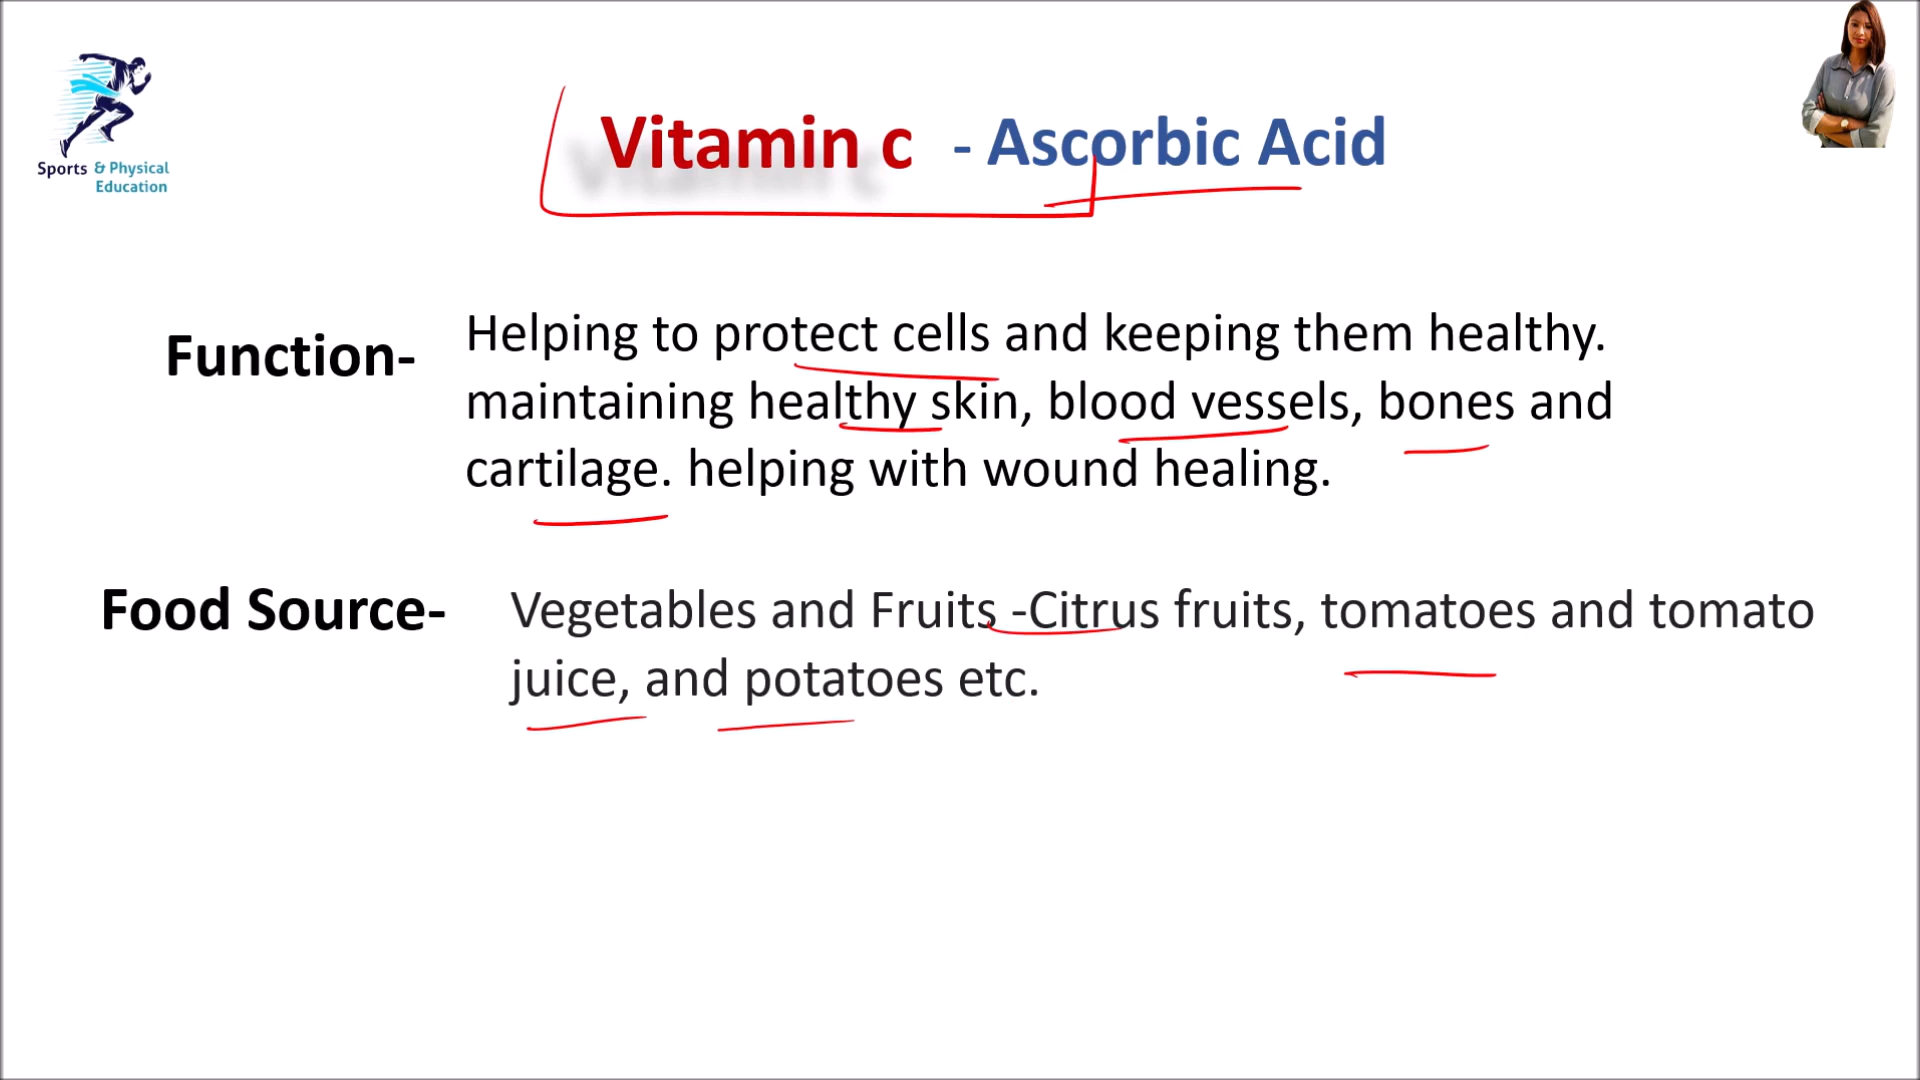 Sports & Physical
Education
Vitamin c - Ascorbic Acid
Function-
Helping to protect cells and keeping them healthy.
maintaining healthy skin, blood vessels, bones and
cartilage. helping with wound healing.
Food Source-
Vegetables and Fruits -Citrus fruits, tomatoes and tomato
juice, and potatoes etc.